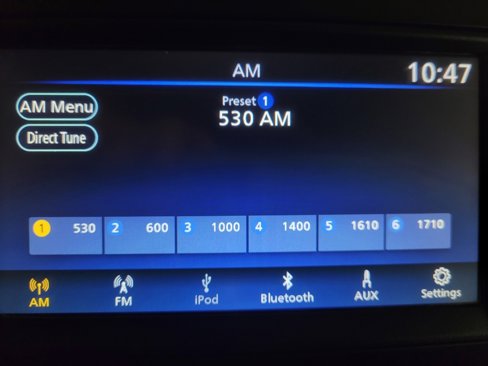 AM
10:47
AM Menu
Preset 1
530 AM
Direct Tune
1 530
2 600
3 1000
4 1400
5 1610
6 1710
AM
FM
iPod
Bluetooth
AUX
Settings